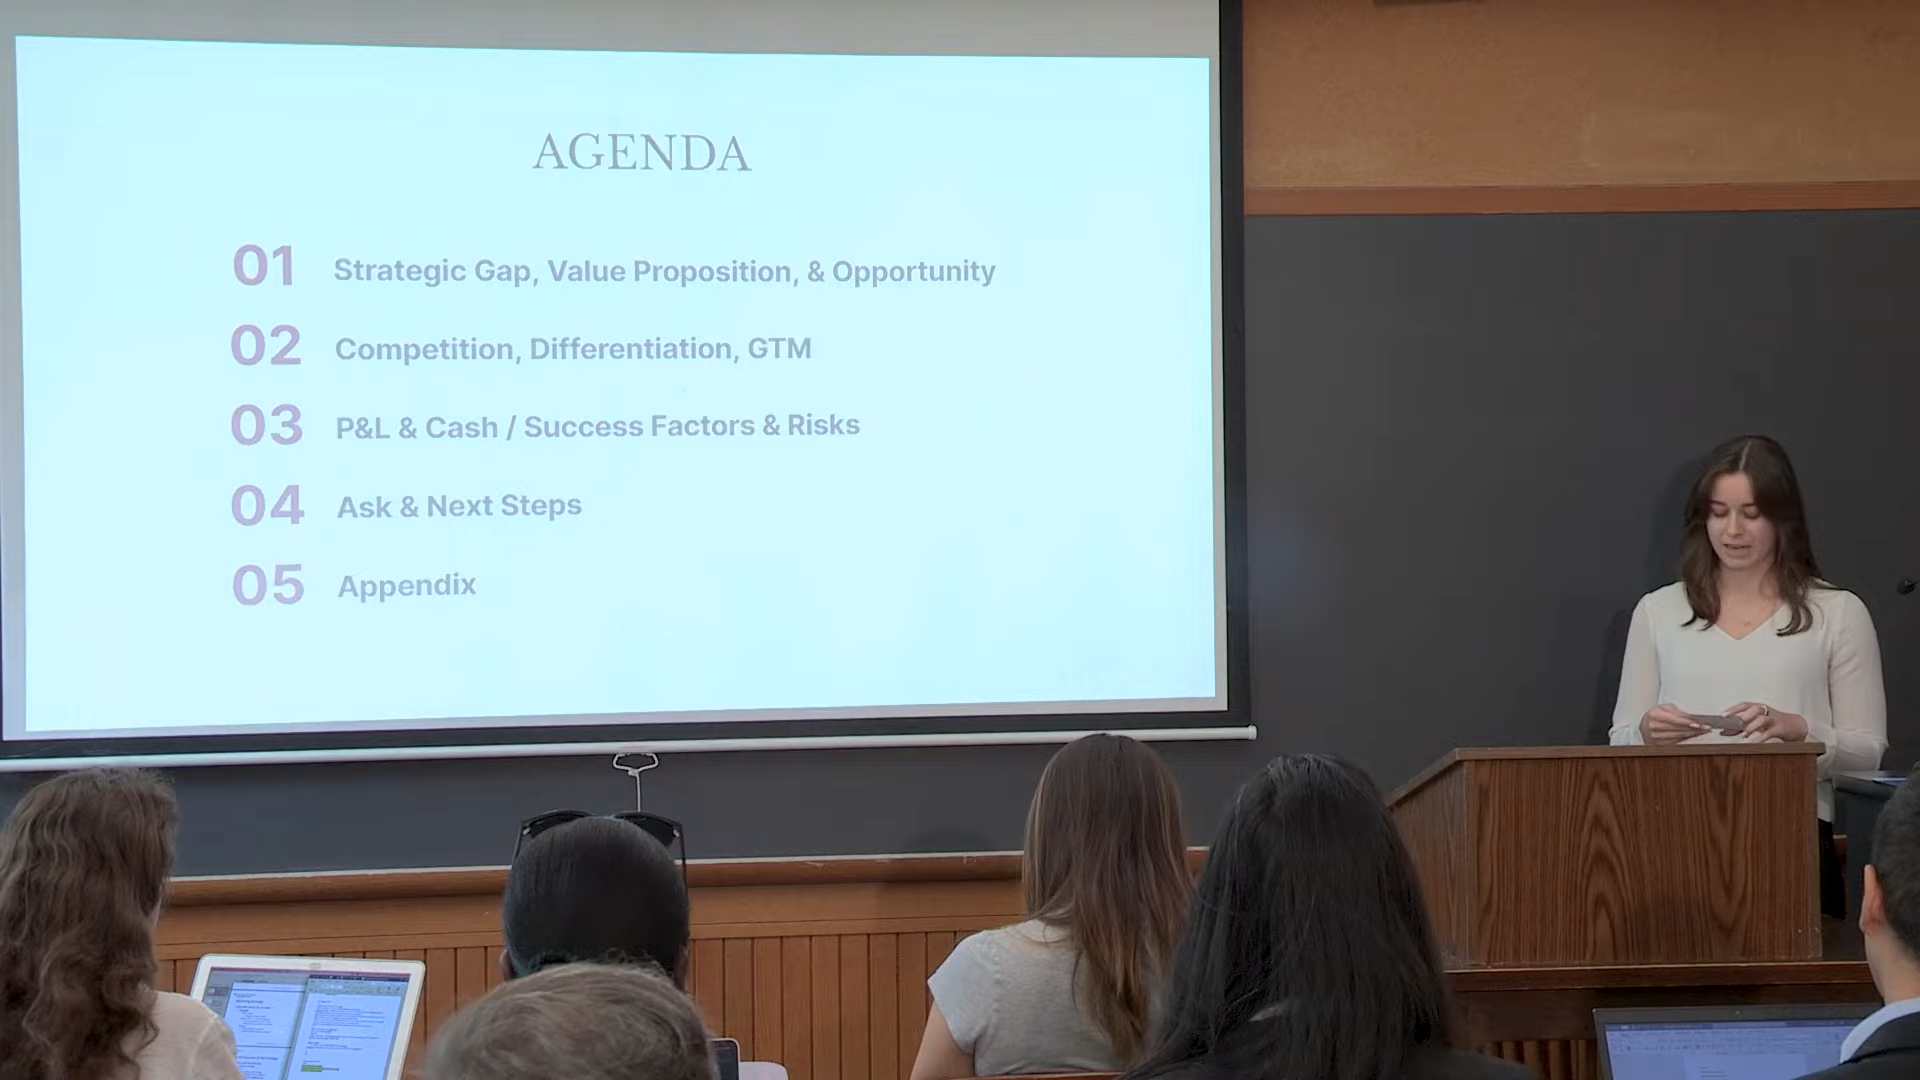 AGENDA
01 Strategic Gap, Value Proposition, & Opportunity
02 Competition, Differentiation, GTM
03 P&L & Cash / Success Factors & Risks
04 Ask & Next Steps
05 Appendix